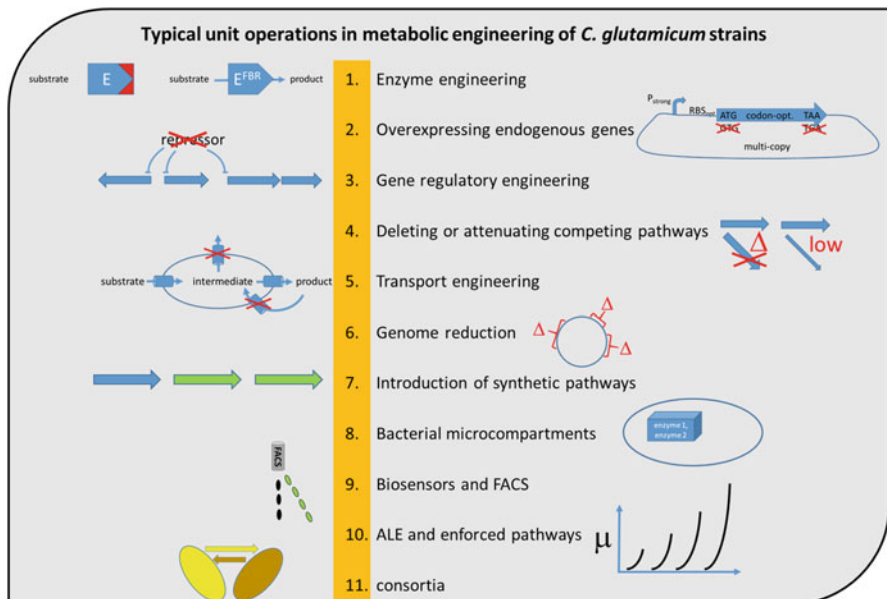 Typical unit operations in metabolic engineering of C. glutamicum strains
substrate E substrate E^FBR product
1. Enzyme engineering
P_strong
RBS_opt ATG codon-opt. TAA
GTG TGA
multi-copy
2. Overexpressing endogenous genes
repressor
3. Gene regulatory engineering
4. Deleting or attenuating competing pathways
Δ low
substrate intermediate product
5. Transport engineering
6. Genome reduction
Δ
Δ
Δ
7. Introduction of synthetic pathways
8. Bacterial microcompartments
enzyme 1,
enzyme 2
FACS
9. Biosensors and FACS
10. ALE and enforced pathways
μ
11. consortia